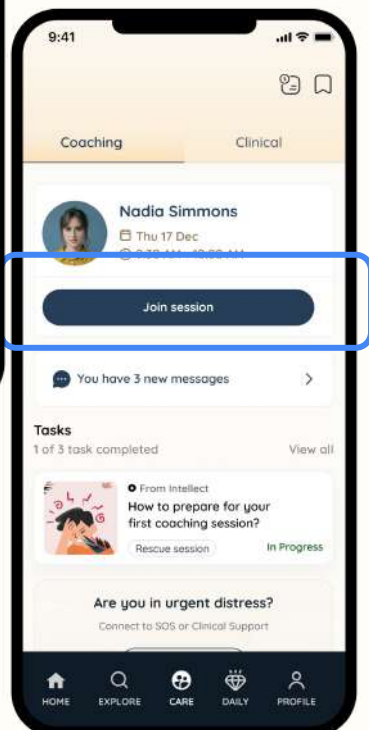 9:41
Coaching
Clinical
Nadia Simmons
Thu 17 Dec
Join session
You have 3 new messages
Tasks
1 of 3 task completed
View all
From Intellect
How to prepare for your
first coaching session?
Rescue session
In Progress
Are you in urgent distress?
Connect to SOS or Clinical Support
HOME
EXPLORE
CARE
DAILY
PROFILE